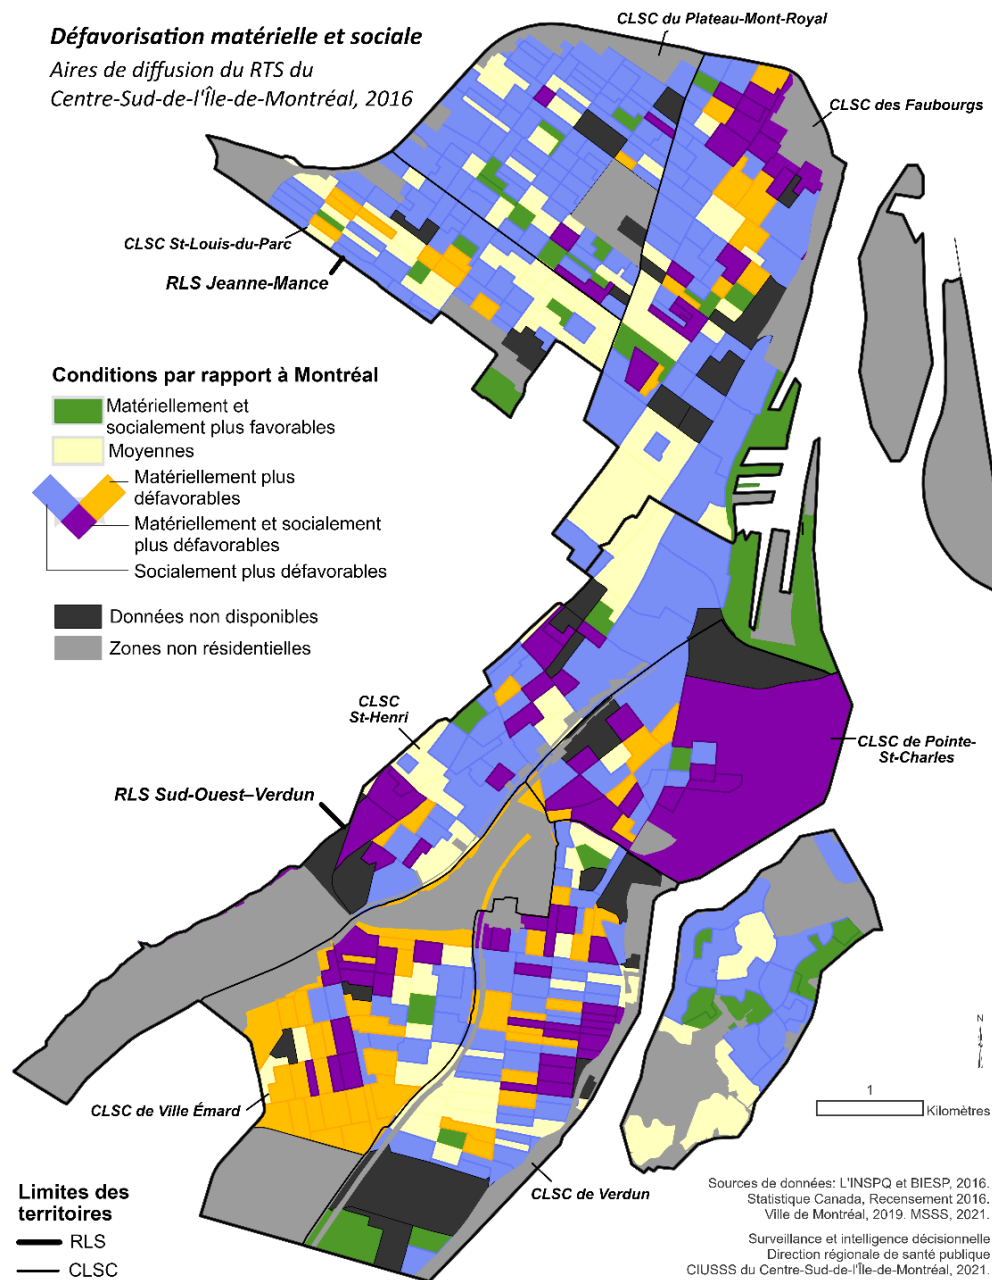 Défavorisation matérielle et sociale
Aires de diffusion du RTS du
Centre-Sud-de-l'Île-de-Montréal, 2016
CLSC du Plateau-Mont-Royal
CLSC des Faubourgs
CLSC St-Louis-du-Parc
RLS Jeanne-Mance
Conditions par rapport à Montréal
Matériellement et
socialement plus favorables
Moyennes
Matériellement plus
défavorables
Matériellement et socialement
plus défavorables
Socialement plus défavorables
Données non disponibles
Zones non résidentielles
CLSC
St-Henri
CLSC de Pointe-
St-Charles
RLS Sud-Ouest–Verdun
N
1
Kilomètres
CLSC de Ville Émard
CLSC de Verdun
Limites des
territoires
RLS
CLSC
Sources de données: L'INSPQ et BIESP, 2016.
Statistique Canada, Recensement 2016.
Ville de Montréal, 2019. MSSS, 2021.
Surveillance et intelligence décisionnelle
Direction régionale de santé publique
CIUSSS du Centre-Sud-de-l'Île-de-Montréal, 2021.